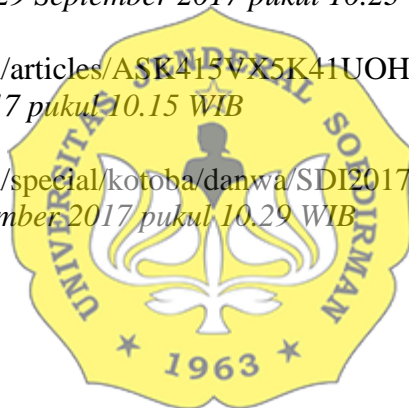 29 September 2017 pukul 10.25
/articles/ASK415VX5K41UOH
17 pukul 10.15 WIB
/special/kotoba/danwa/SDI2017
mber 2017 pukul 10.29 WIB
UNIVERSITAS JENDERAL SOEDIRMAN
1963